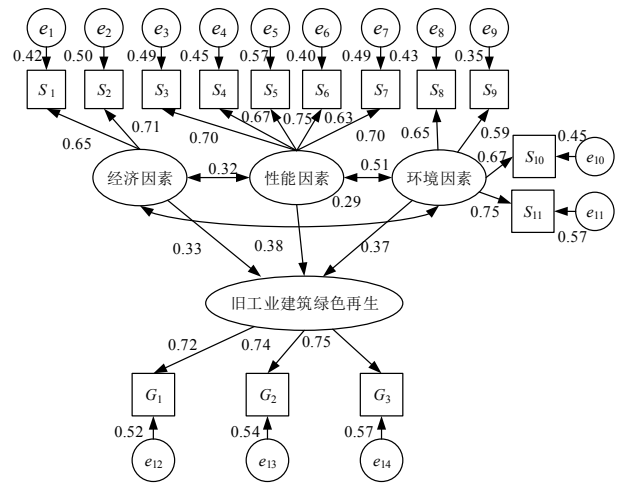 e1 e2 e3 e4 e5 e6 e7 e8 e9
0.42 0.50 0.49 0.45 0.57 0.40 0.49 0.43 0.35
S1 S2 S3 S4 S5 S6 S7 S8 S9
0.65 0.71 0.70 0.67 0.75 0.63 0.70 0.65 0.59
0.67 S10 0.45 e10
经济因素 0.32 性能因素 0.51 环境因素
0.29
0.75 S11 0.57 e11
0.33 0.38 0.37
旧工业建筑绿色再生
0.72 0.74 0.75
G1 G2 G3
0.52 0.54 0.57
e12 e13 e14